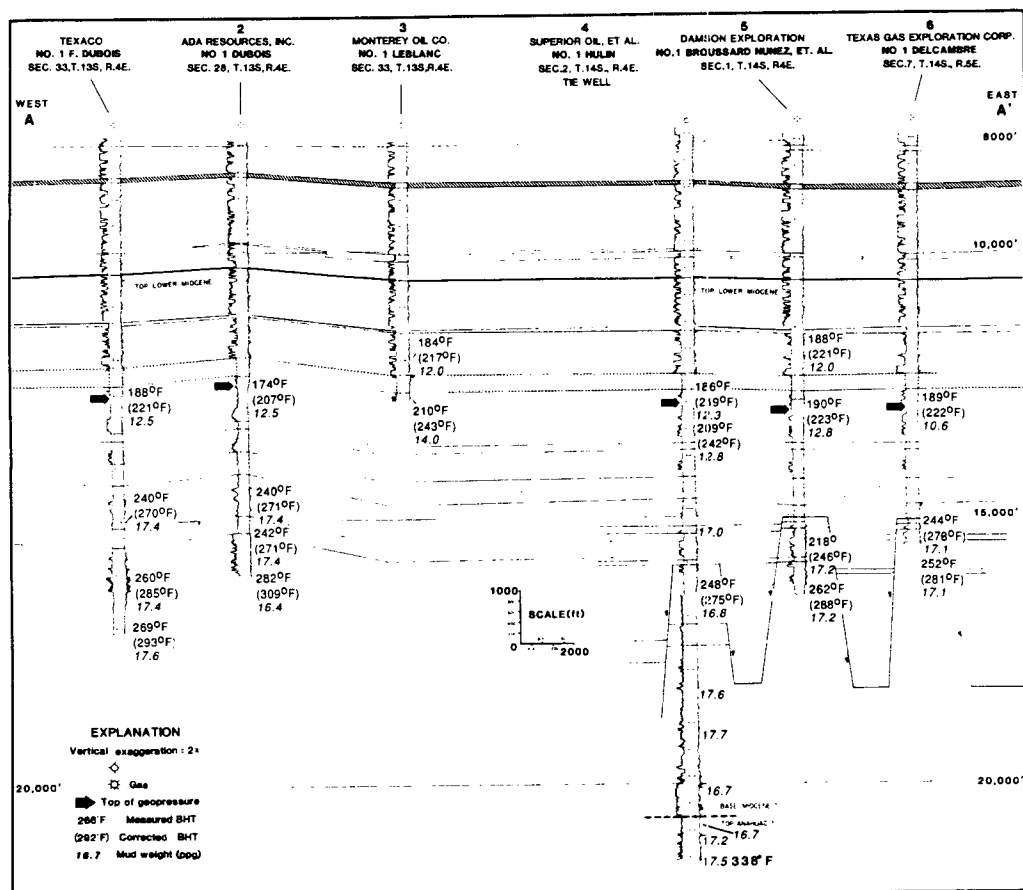 2
3
4
5
6
TEXACO
NO. 1 F. DUBOIS
SEC. 33,T.13S, R.4E.
ADA RESOURCES, INC.
NO 1 DUBOIS
SEC. 28, T.13S, R.4E.
MONTEREY OIL CO.
NO. 1 LEBLANC
SEC. 33, T.13S,R.4E.
SUPERIOR OIL, ET AL.
NO. 1 HULIN
SEC.2, T.14S., R.4E.
TIE WELL
DAMSION EXPLORATION
NO.1 BROUSSARD NUNEZ, ET. AL.
SEC.1, T.14S, R4E.
TEXAS GAS EXPLORATION CORP.
NO 1 DELCAMBRE
SEC.7, T.14S., R.5E.
WEST
A
EAST
A'
8000'
10,000'
TOP LOWER MIOCENE
TOP LOWER MIOCENE
188°F
(221°F)
12.5
174°F
(207°F)
12.5
184°F
(217°F)
12.0
210°F
(243°F)
14.0
186°F
(219°F)
12.3
209°F
(242°F)
12.8
188°F
(221°F)
12.0
190°F
(223°F)
12.8
189°F
(222°F)
10.6
240°F
(270°F)
17.4
260°F
(285°F)
17.4
269°F
(293°F)
17.6
240°F
(271°F)
17.4
242°F
(271°F)
17.4
282°F
(309°F)
16.4
17.0
248°F
(275°F)
16.8
218°
(246°F)
17.2
262°F
(288°F)
17.2
15,000'
244°F
(278°F)
17.1
252°F
(281°F)
17.1
1000
SCALE(ft)
0
2000
17.6
17.7
16.7
BASE MIOCENE ?
TOP ANAHUAC ?
16.7
17.2
17.5 338°F
20,000'
20,000'
EXPLANATION
Vertical exaggeration : 2x
Gas
Top of geopressure
266°F Measured BHT
(292°F) Corrected BHT
16.7 Mud weight (ppg)